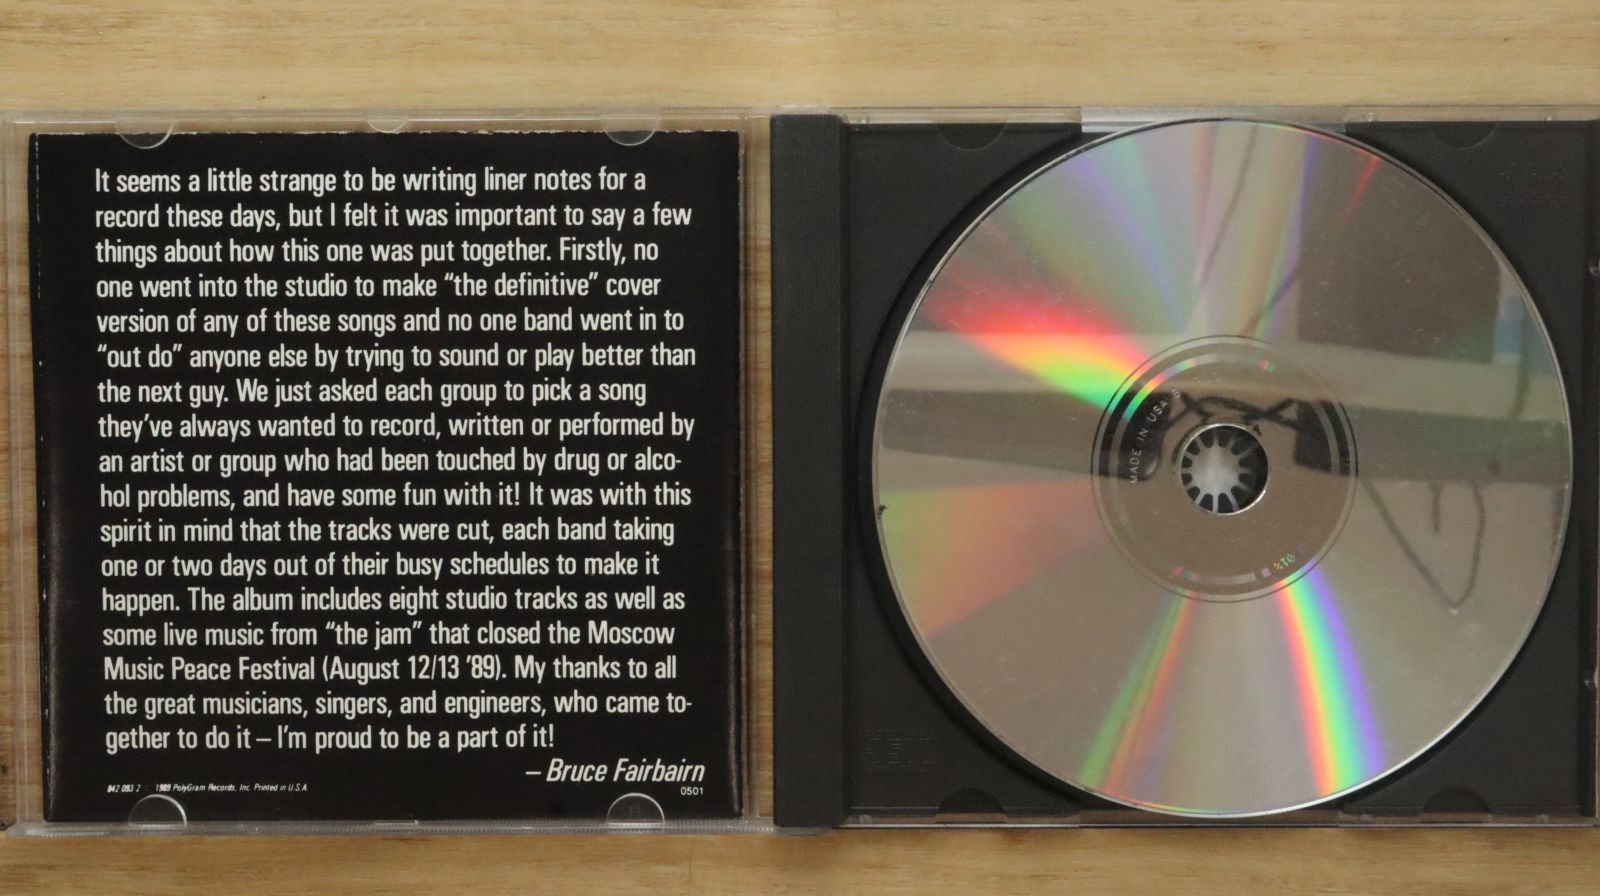 It seems a little strange to be writing liner notes for a
record these days, but I felt it was important to say a few
things about how this one was put together. Firstly, no
one went into the studio to make “the definitive” cover
version of any of these songs and no one band went in to
“out do” anyone else by trying to sound or play better than
the next guy. We just asked each group to pick a song
they’ve always wanted to record, written or performed by
an artist or group who had been touched by drug or alco-
hol problems, and have some fun with it! It was with this
spirit in mind that the tracks were cut, each band taking
one or two days out of their busy schedules to make it
happen. The album includes eight studio tracks as well as
some live music from “the jam” that closed the Moscow
Music Peace Festival (August 12/13 ’89). My thanks to all
the great musicians, singers, and engineers, who came to-
gether to do it – I’m proud to be a part of it!
– Bruce Fairbairn
842 093 2 1989 PolyGram Records, Inc. Printed in U.S.A.
0501
MADE IN USA